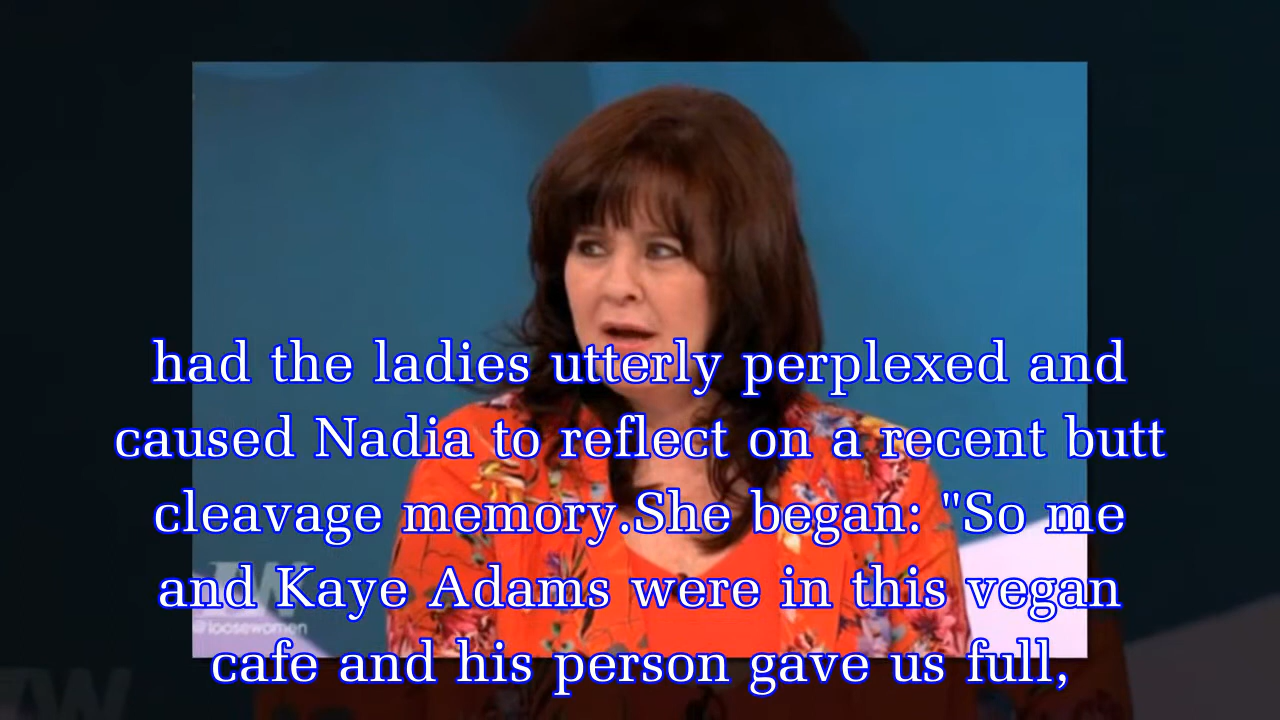 had the ladies utterly perplexed and
caused Nadia to reflect on a recent butt
cleavage memory.She began: "So me
and Kaye Adams were in this vegan
@loosewomen
cafe and his person gave us full,